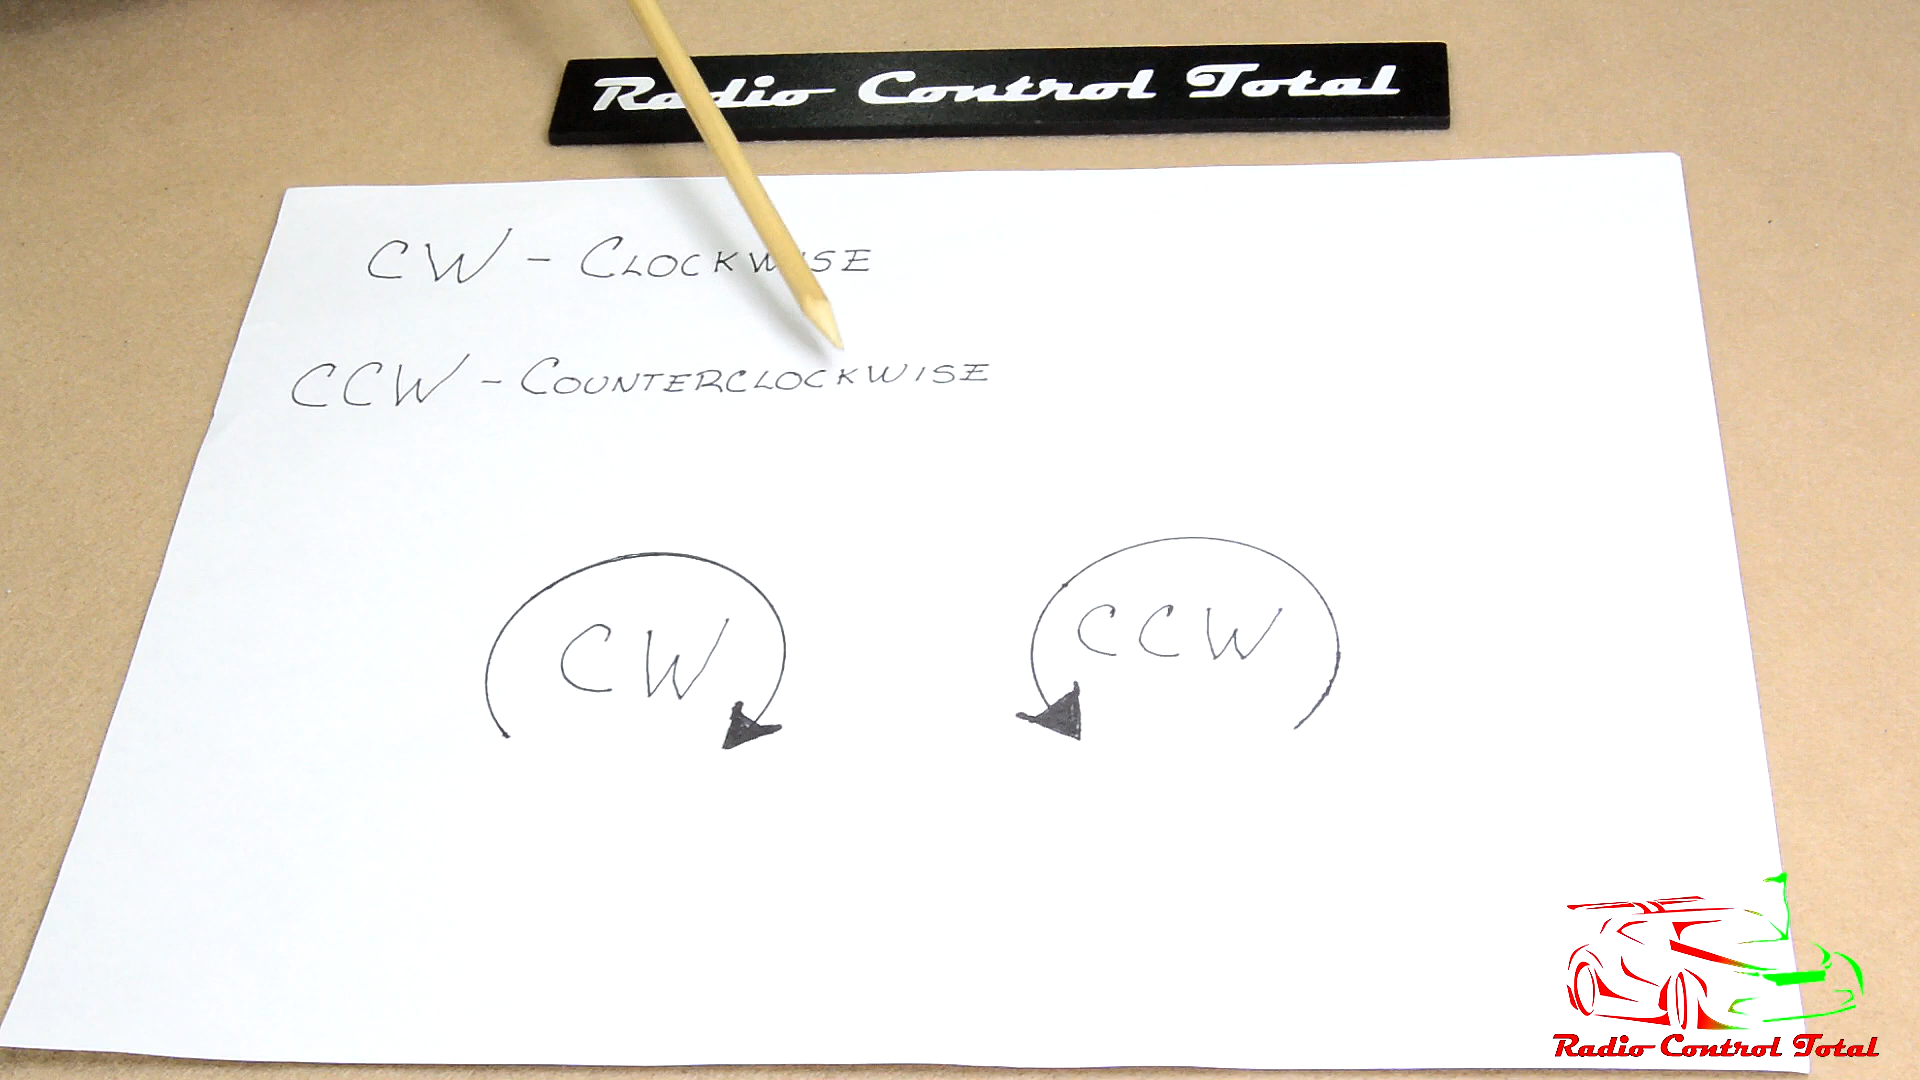 Radio Control Total
CW - CLOCKWISE
CCW - COUNTERCLOCKWISE
CW
CCW
Radio Control Total